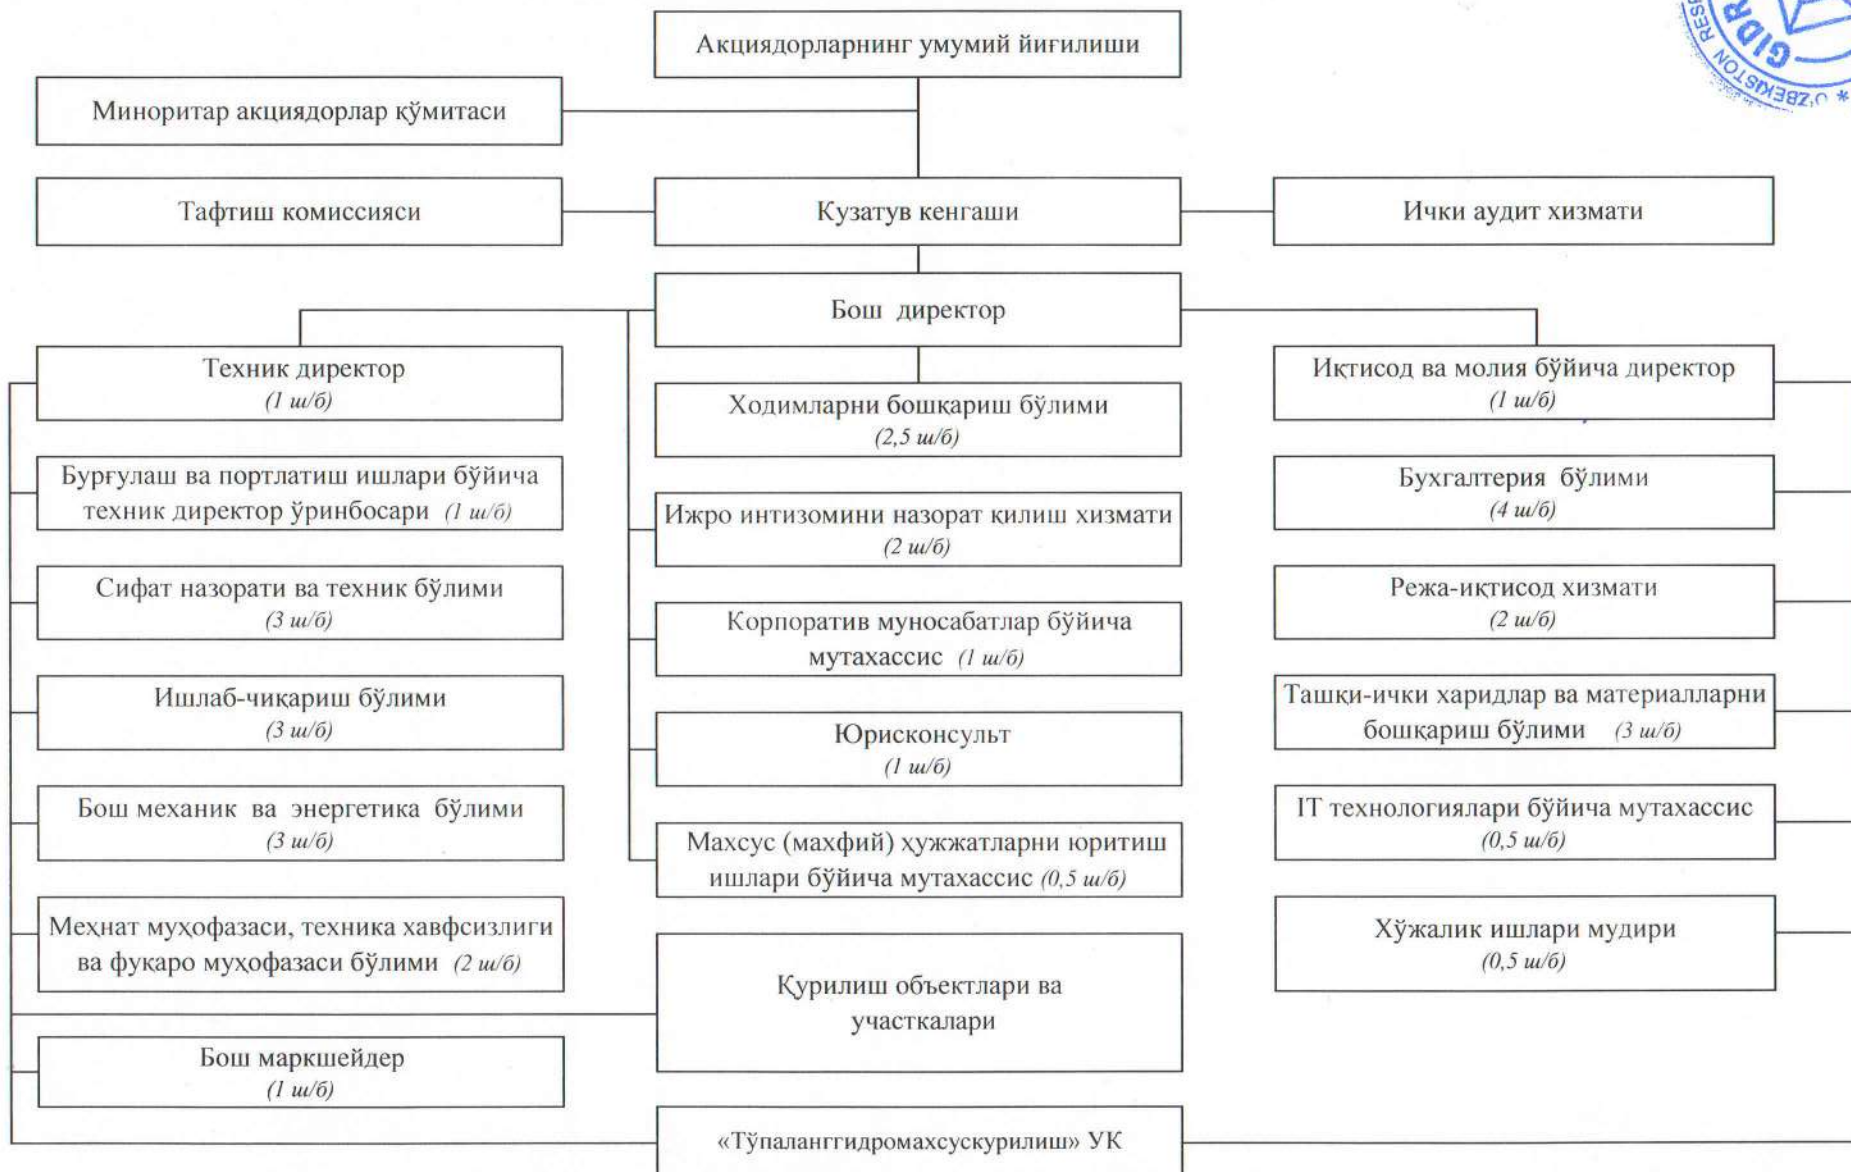 Акциядорларнинг умумий йиғилиши
Миноритар акциядорлар қўмитаси
Тафтиш комиссияси
Кузатув кенгаши
Ички аудит хизмати
Бош директор
Техник директор
(1 ш/б)
Бурғулаш ва портлатиш ишлари бўйича
техник директор ўринбосари (1 ш/б)
Сифат назорати ва техник бўлими
(3 ш/б)
Ишлаб-чиқариш бўлими
(3 ш/б)
Бош механик ва энергетика бўлими
(3 ш/б)
Меҳнат муҳофазаси, техника хавфсизлиги
ва фуқаро муҳофазаси бўлими (2 ш/б)
Бош маркшейдер
(1 ш/б)
Ходимларни бошқариш бўлими
(2,5 ш/б)
Ижро интизомини назорат қилиш хизмати
(2 ш/б)
Корпоратив муносабатлар бўйича
мутахассис (1 ш/б)
Юрисконсульт
(1 ш/б)
Махсус (махфий) ҳужжатларни юритиш
ишлари бўйича мутахассис (0,5 ш/б)
Қурилиш объектлари ва
участкалари
«Тўпаланггидромахсусқурилиш» УК
Иқтисод ва молия бўйича директор
(1 ш/б)
Бухгалтерия бўлими
(4 ш/б)
Режа-иқтисод хизмати
(2 ш/б)
Ташқи-ички харидлар ва материалларни
бошқариш бўлими (3 ш/б)
IT технологиялари бўйича мутахассис
(0,5 ш/б)
Хўжалик ишлари мудири
(0,5 ш/б)
O'ZBEKISTON RESP
GIDR